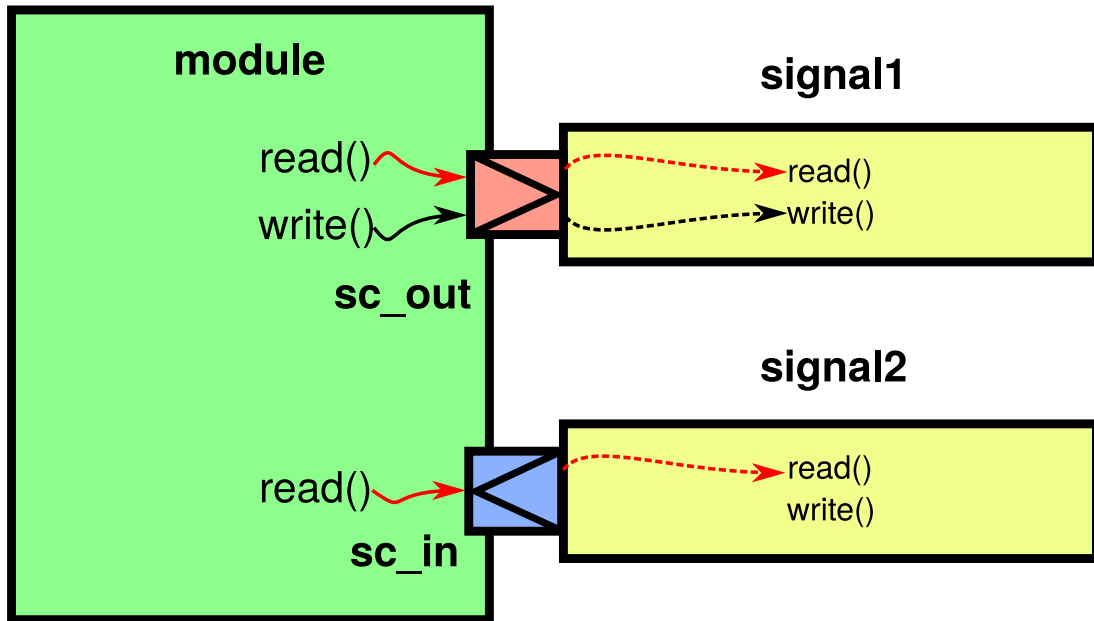 module
signal1
read()
read()
write()
write()
sc_out
signal2
read()
read()
write()
sc_in